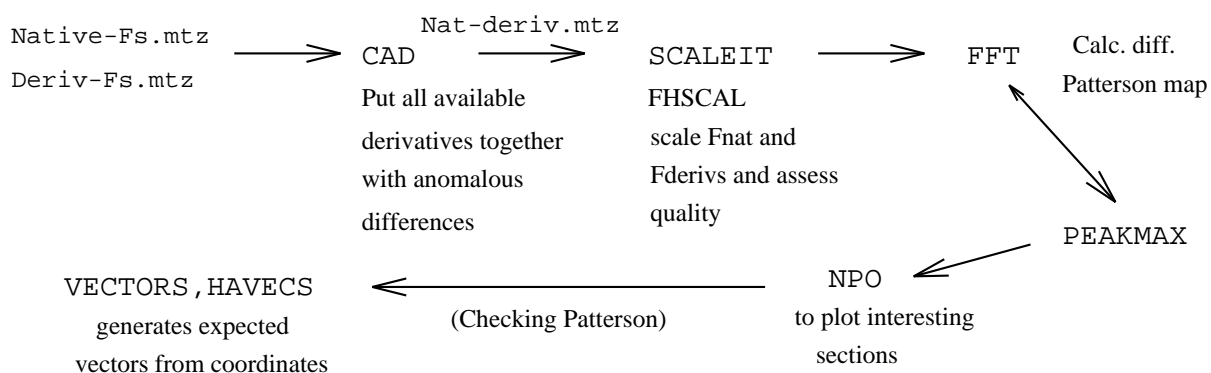 Native-Fs.mtz
Deriv-Fs.mtz
CAD
Put all available
derivatives together
with anomalous
differences
Nat-deriv.mtz
SCALEIT
FHSCAL
scale Fnat and
Fderivs and assess
quality
FFT
Calc. diff.
Patterson map
PEAKMAX
NPO
to plot interesting
sections
(Checking Patterson)
VECTORS,HAVECS
generates expected
vectors from coordinates